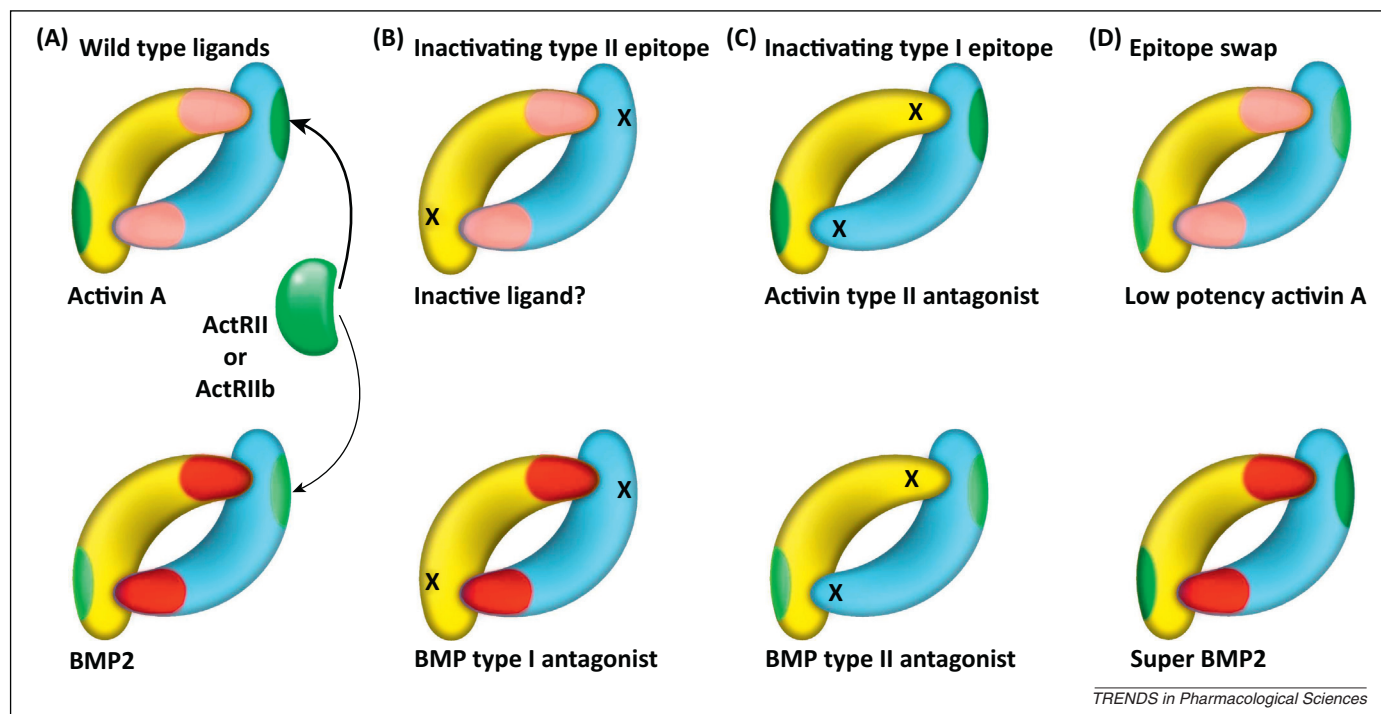 (A) Wild type ligands
(B) Inactivating type II epitope
(C) Inactivating type I epitope
(D) Epitope swap
X
X
X
X
Activin A
Inactive ligand?
Activin type II antagonist
Low potency activin A
ActRII
or
ActRIIb
X
X
X
X
BMP2
BMP type I antagonist
BMP type II antagonist
Super BMP2
TRENDS in Pharmacological Sciences